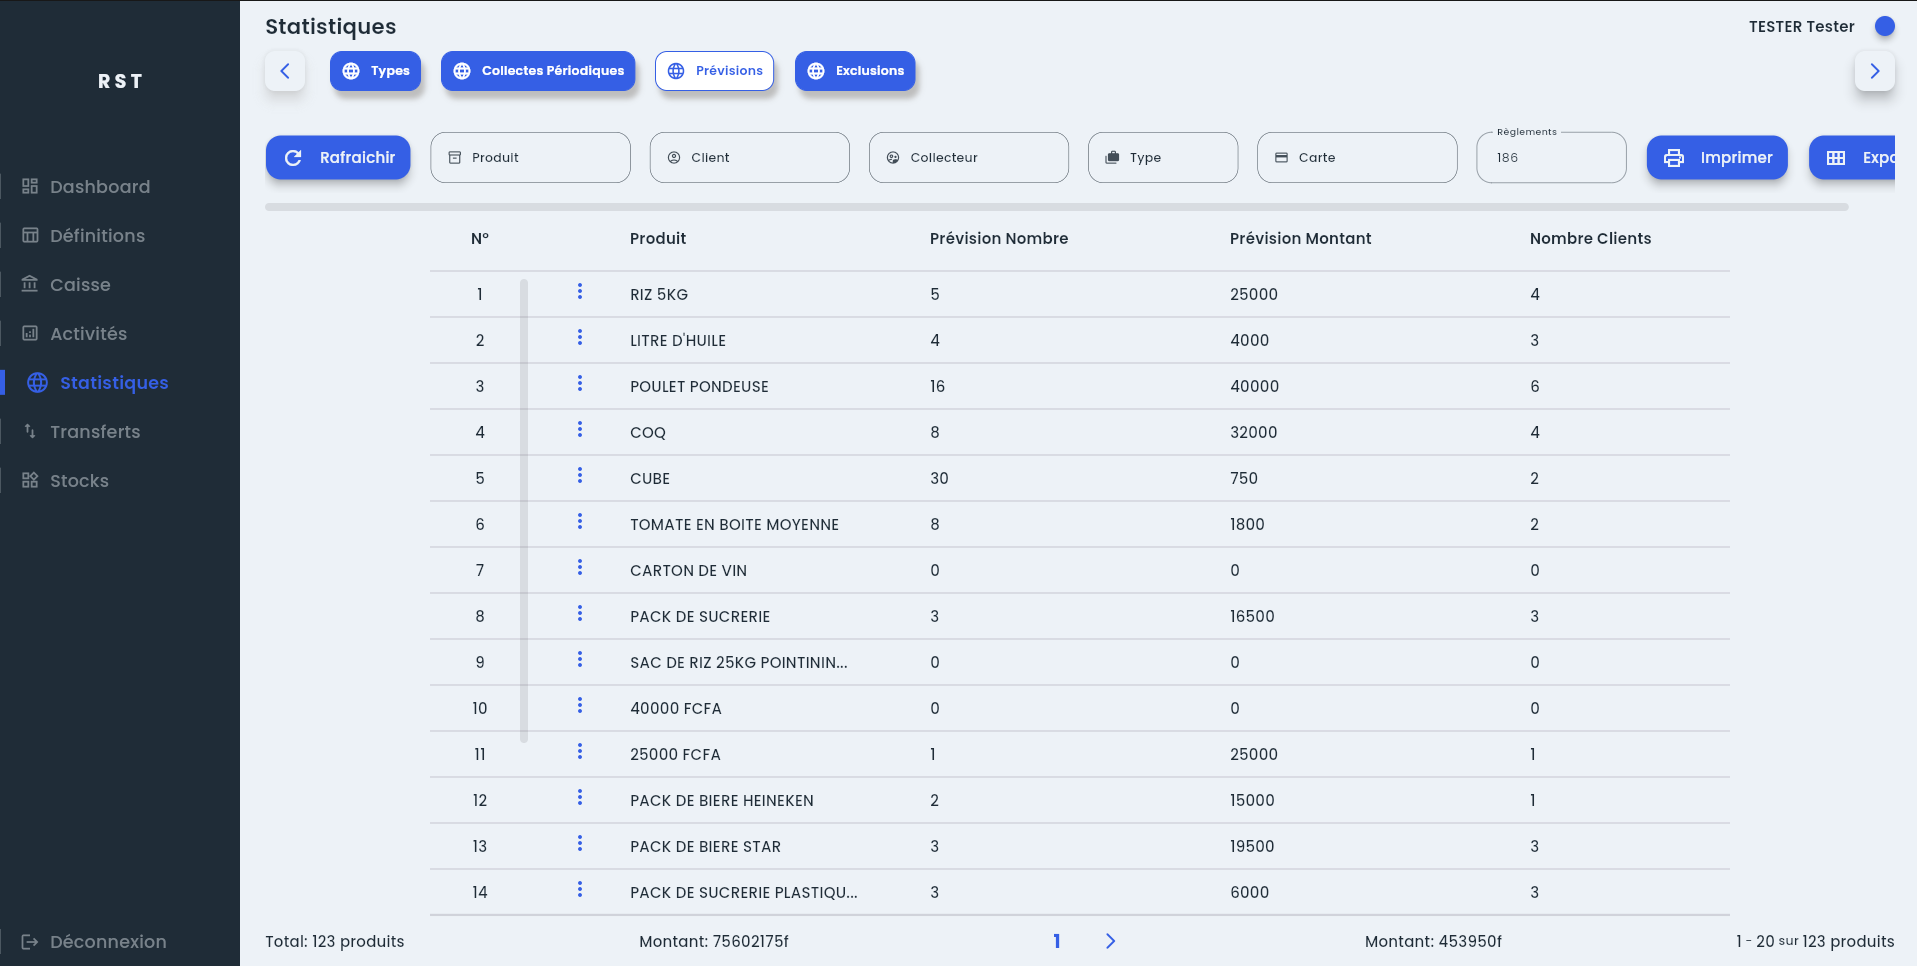 Statistiques
TESTER Tester
RST
Types
Collectes Périodiques
Prévisions
Exclusions
Rafraichir
Produit
Client
Collecteur
Type
Carte
Règlements
186
Imprimer
Expo
Dashboard
Définitions
Caisse
Activités
Statistiques
Transferts
Stocks
Déconnexion
N° Produit Prévision Nombre Prévision Montant Nombre Clients
1 RIZ 5KG 5 25000 4
2 LITRE D'HUILE 4 4000 3
3 POULET PONDEUSE 16 40000 6
4 COQ 8 32000 4
5 CUBE 30 750 2
6 TOMATE EN BOITE MOYENNE 8 1800 2
7 CARTON DE VIN 0 0 0
8 PACK DE SUCRERIE 3 16500 3
9 SAC DE RIZ 25KG POINTININ... 0 0 0
10 40000 FCFA 0 0 0
11 25000 FCFA 1 25000 1
12 PACK DE BIERE HEINEKEN 2 15000 1
13 PACK DE BIERE STAR 3 19500 3
14 PACK DE SUCRERIE PLASTIQU... 3 6000 3
Total: 123 produits Montant: 75602175f 1 Montant: 453950f 1 - 20 sur 123 produits